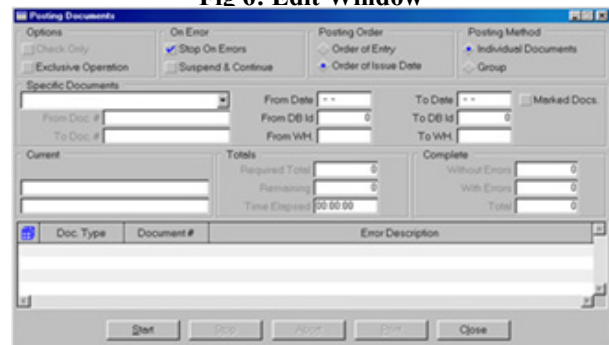 Fig 6: Edit Window
Posting Documents
Options
On Error
Posting Order
Posting Method
Check Only
Stop On Errors
Order of Entry
Individual Documents
Exclusive Operation
Suspend & Continue
Order of Issue Date
Group
Specific Documents
From Date - -
To Date - -
Marked Docs.
From Doc. #
From DB Id 0
To DB Id 0
To Doc. #
From WH.
To WH.
Current
Totals
Complete
Required Total 0
Without Errors 0
Remaining 0
With Errors 0
Time Elapsed 00:00:00
Total 0
Doc. Type Document # Error Description
Start Stop Abort Print Close